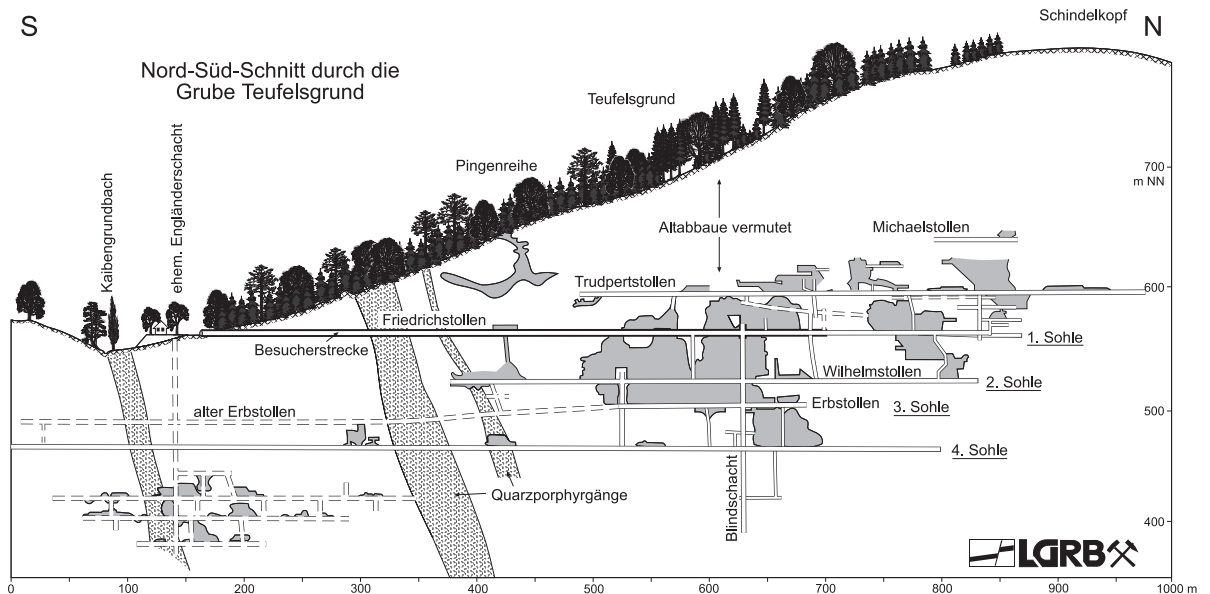 S
N
Schindelkopf
Nord-Süd-Schnitt durch die
Grube Teufelsgrund
Teufelsgrund
Pingenreihe
700
m NN
Kaibengrundbach
ehem. Engländerschacht
Altabbaue vermutet
Michaelstollen
Trudpertstollen
600
Friedrichstollen
Besucherstrecke
1. Sohle
Wilhelmstollen
2. Sohle
alter Erbstollen
Erbstollen
3. Sohle
500
4. Sohle
Quarzporphyrgänge
Blindschacht
400
LGRB
0 100 200 300 400 500 600 700 800 900 1000 m